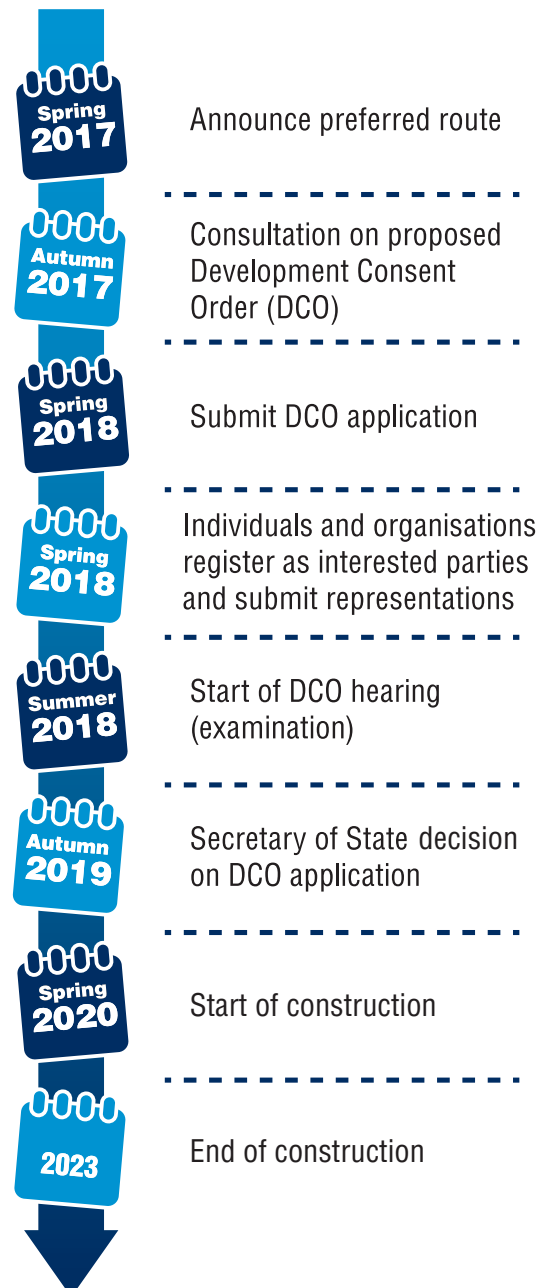 Spring
2017
Announce preferred route
Autumn
2017
Consultation on proposed
Development Consent
Order (DCO)
Spring
2018
Submit DCO application
Spring
2018
Individuals and organisations
register as interested parties
and submit representations
Summer
2018
Start of DCO hearing
(examination)
Autumn
2019
Secretary of State decision
on DCO application
Spring
2020
Start of construction
2023
End of construction